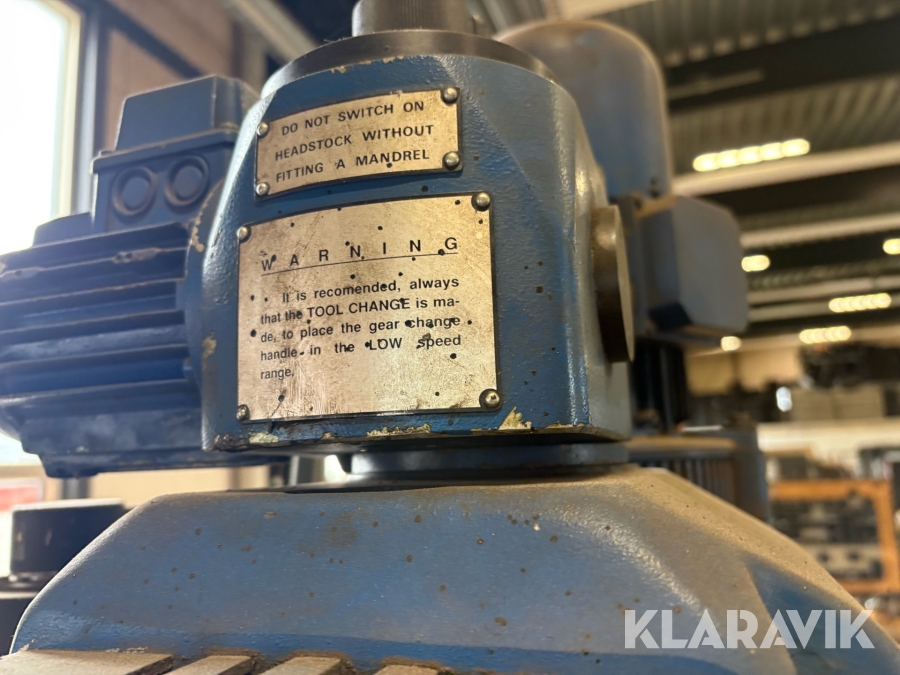 DO NOT SWITCH ON
HEADSTOCK WITHOUT
FITTING A MANDREL
WARNING
It is recomended, always
that the TOOL CHANGE is ma-
de, to place the gear change
handle in the LOW speed
range.
KLARAVIK